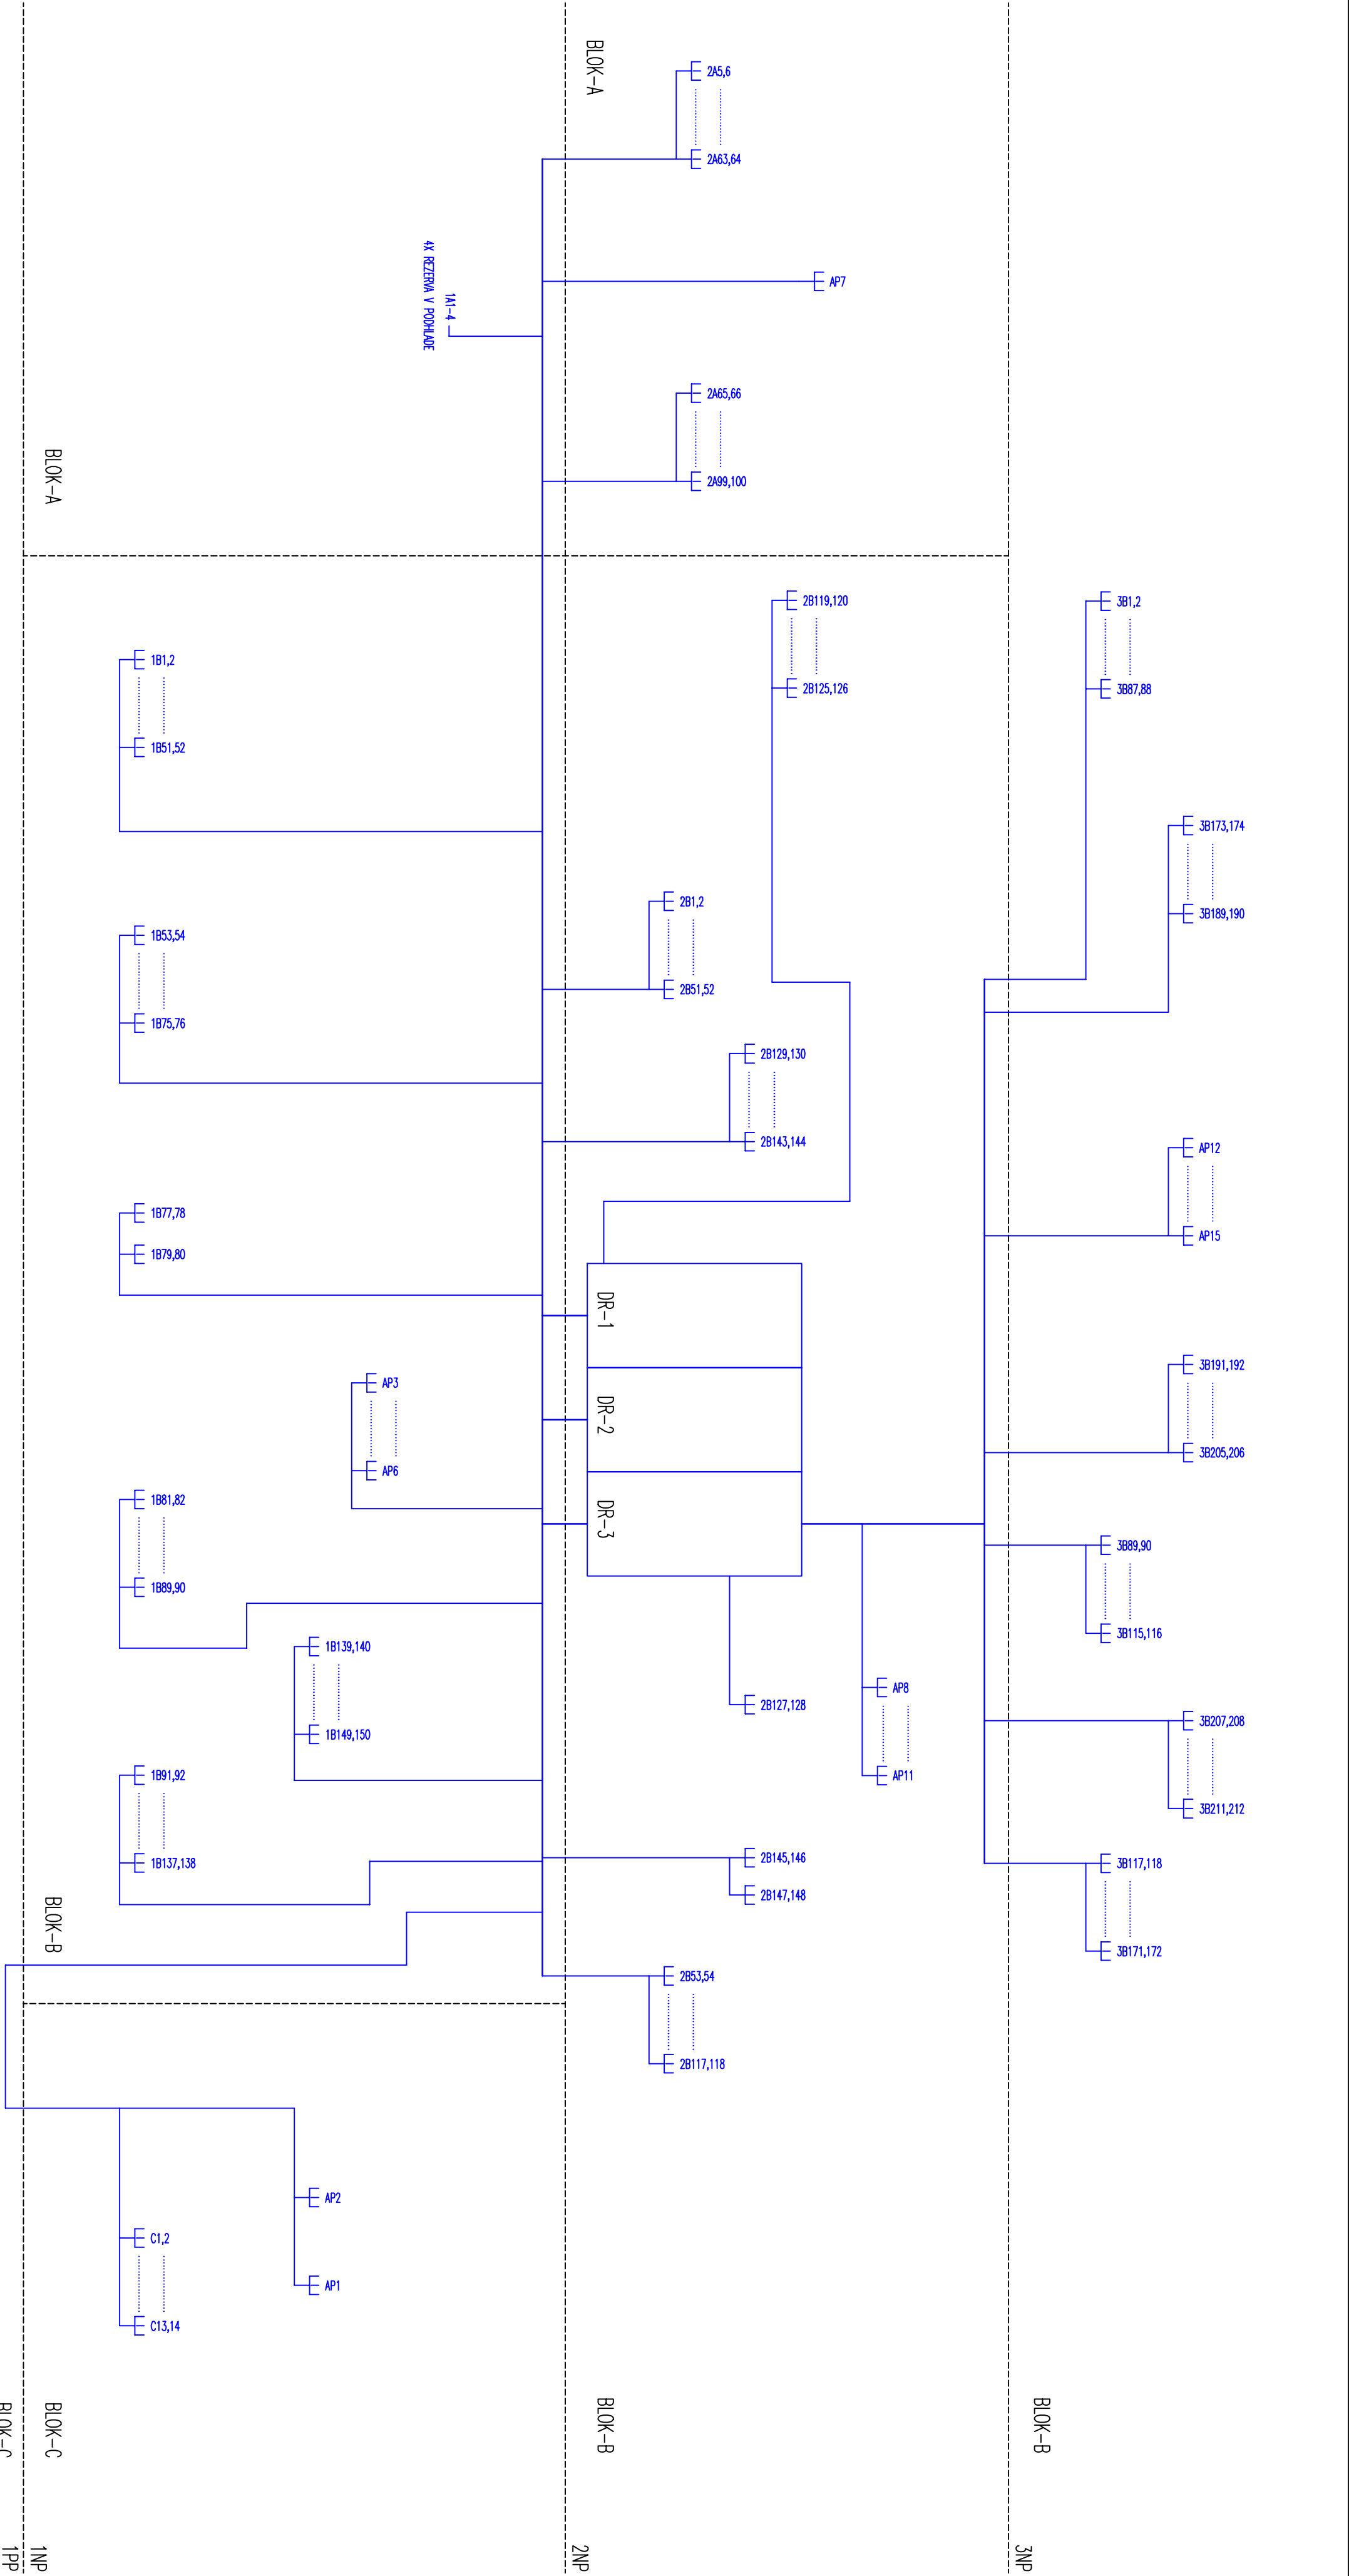 BLOK-A
2A5,6
2A63,64
AP7
4X REZERVA V PODHLADE
1A1-4
2A65,66
2A99,100
BLOK-A
2B119,120
2B125,126
3B1,2
3B87,88
1B1,2
1B51,52
3B173,174
3B189,190
2B1,2
2B51,52
1B53,54
1B75,76
2B129,130
2B143,144
AP12
AP15
1B77,78
1B79,80
DR-1
DR-2
DR-3
3B191,192
3B205,206
AP3
AP6
1B81,82
1B89,90
3B89,90
3B115,116
1B139,140
1B149,150
2B127,128
AP8
AP11
3B207,208
3B211,212
1B91,92
1B137,138
2B145,146
2B147,148
3B117,118
3B171,172
BLOK-B
2B53,54
2B117,118
AP2
AP1
C1,2
C13,14
BLOK-B
BLOK-B
BLOK-C
BLOK-C
3NP
2NP
1NP
1PP